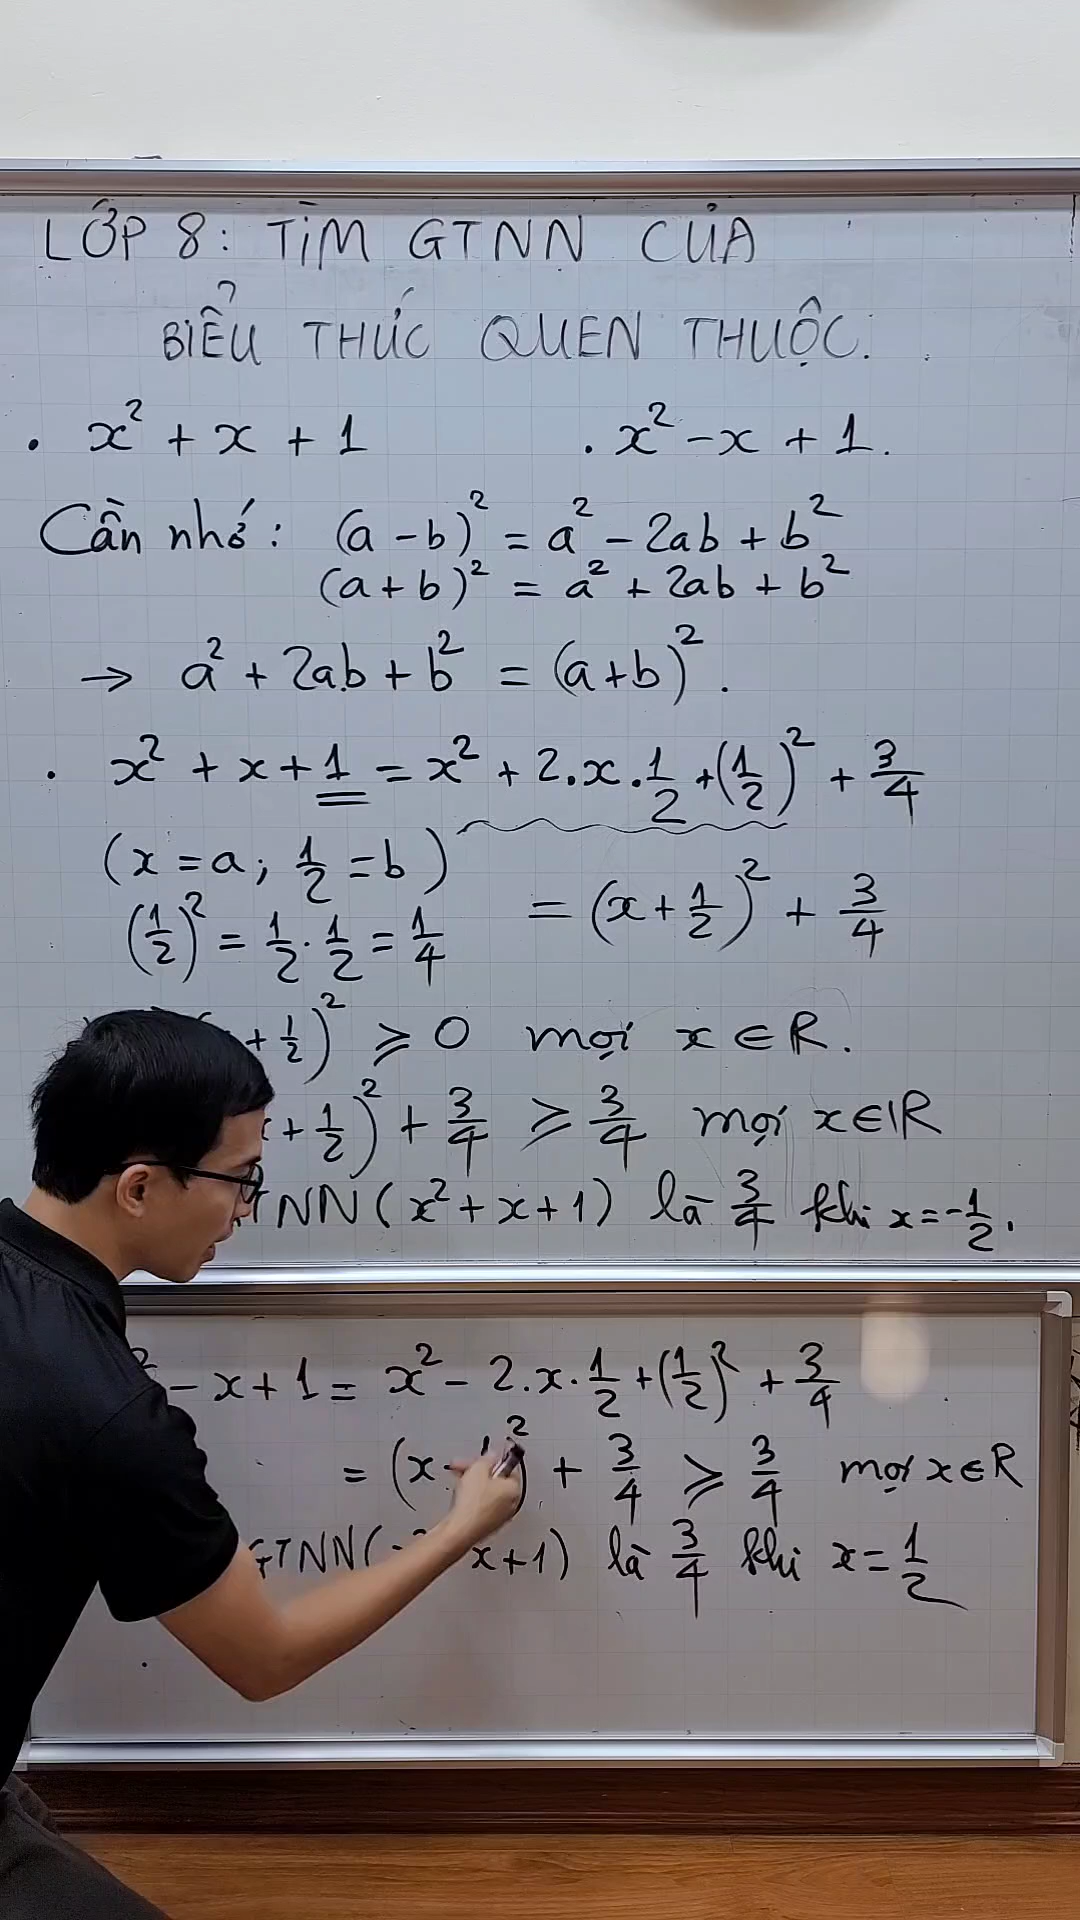 LỚP 8: TÌM GTNN CỦA
BIỂU THỨC QUEN THUỘC.
. x² + x + 1 . x² - x + 1.
Cần nhớ: (a - b)² = a² - 2ab + b²
(a + b)² = a² + 2ab + b²
→ a² + 2ab + b² = (a + b)².
. x² + x + 1 = x² + 2.x.1/2 + (1/2)² + 3/4
(x = a; 1/2 = b)
(1/2)² = 1/2 . 1/2 = 1/4
= (x + 1/2)² + 3/4
+ 1/2)² ⩾ 0 mọi x ∈ R.
x + 1/2)² + 3/4 ⩾ 3/4 mọi x ∈ ℝ
GTNN (x² + x + 1) là 3/4 khi x = -1/2.
² - x + 1 = x² - 2.x.1/2 + (1/2)² + 3/4
= (x - )² + 3/4 ⩾ 3/4 mọi x ∈ R
GTNN ( x + 1) là 3/4 khi x = 1/2